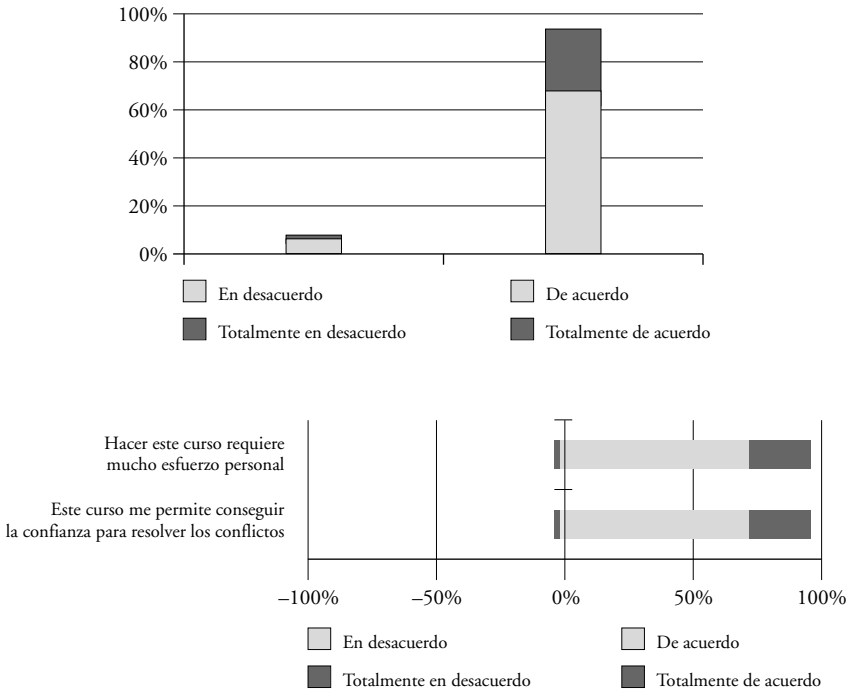 100%
80%
60%
40%
20%
0%
En desacuerdo
De acuerdo
Totalmente en desacuerdo
Totalmente de acuerdo
Hacer este curso requiere
mucho esfuerzo personal
Este curso me permite conseguir
la confianza para resolver los conflictos
–100%
–50%
0%
50%
100%
En desacuerdo
De acuerdo
Totalmente en desacuerdo
Totalmente de acuerdo